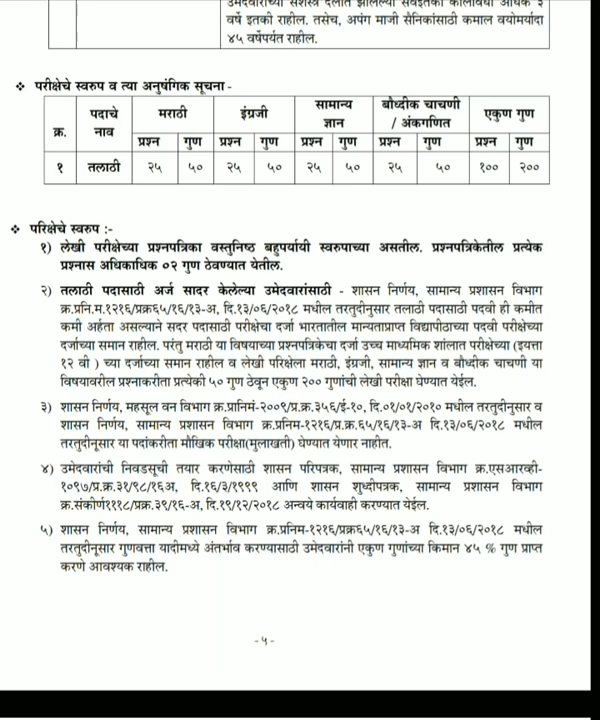 उमेदवारांच्या सशस्त्र दलात झालेल्या सर्व्हइतका कालावधी अधिक ३
वर्षे इतकी राहील. तसेच, अपंग माजी सैनिकांसाठी कमाल वयोमर्यादा
४५ वर्षेपर्यत राहील.
❖ परीक्षेचे स्वरुप व त्या अनुषंगिक सूचना -
क्र. पदाचे नाव मराठी इंग्रजी सामान्य ज्ञान बौध्दीक चाचणी / अंकगणित एकुण गुण
प्रश्न गुण प्रश्न गुण प्रश्न गुण प्रश्न गुण प्रश्न गुण
१ तलाठी २५ ५० २५ ५० २५ ५० २५ ५० १०० २००
❖ परिक्षेचे स्वरुप :-
१) लेखी परीक्षेच्या प्रश्नपत्रिका वस्तुनिष्ठ बहुपर्यायी स्वरुपाच्या असतील. प्रश्नपत्रिकेतील प्रत्येक
प्रश्नास अधिकाधिक ०२ गुण ठेवण्यात येतील.
२) तलाठी पदासाठी अर्ज सादर केलेल्या उमेदवारांसाठी - शासन निर्णय, सामान्य प्रशासन विभाग
क्र.प्रनि.म.१२१६/प्रक्र६५/१६/१३-अ, दि.१३/०६/२०१८ मधील तरतुदीनुसार तलाठी पदासाठी पदवी ही कमीत
कमी अर्हता असल्याने सदर पदासाठी परीक्षेचा दर्जा भारतातील मान्यताप्राप्त विद्यापीठाच्या पदवी परीक्षेच्या
दर्जाच्या समान राहील. परंतु मराठी या विषयाच्या प्रश्नपत्रिकेचा दर्जा उच्च माध्यमिक शांलात परीक्षेच्या (इयत्ता
१२ वी ) च्या दर्जाच्या समान राहील व लेखी परिक्षेला मराठी, इंग्रजी, सामान्य ज्ञान व बौध्दीक चाचणी या
विषयावरील प्रश्नाकरीता प्रत्येकी ५० गुण ठेवून एकुण २०० गुणांची लेखी परीक्षा घेण्यात येईल.
३) शासन निर्णय, महसूल वन विभाग क्र.प्रानिमं-२००९/प्र.क्र.३५६/ई-१०, दि.०१/०१/२०१० मधील तरतुदीनुसार व
शासन निर्णय, सामान्य प्रशासन विभाग क्र.प्रनिम-१२१६/प्र.क्र.६५/१६/१३-अ दि.१३/०६/२०१८ मधील
तरतुदीनुसार या पदांकरीता मौखिक परीक्षा(मुलाखती) घेण्यात येणार नाहीत.
४) उमेदवारांची निवडसूची तयार करणेसाठी शासन परिपत्रक, सामान्य प्रशासन विभाग क्र.एसआरव्ही-
१०९७/प्र.क्र.३१/९८/१६अ, दि.१६/३/१९९९ आणि शासन शुध्दीपत्रक, सामान्य प्रशासन विभाग
क्र.संकीर्ण१११८/प्रक्र.३९/१६-अ, दि.१९/१२/२०१८ अन्वये कार्यवाही करण्यात येईल.
५) शासन निर्णय, सामान्य प्रशासन विभाग क्र.प्रनिम-१२१६/प्रक्र६५/१६/१३-अ दि.१३/०६/२०१८ मधील
तरतुदीनूसार गुणवत्ता यादीमध्ये अंतर्भाव करण्यासाठी उमेदवारांनी एकुण गुणांच्या किमान ४५ % गुण प्राप्त
करणे आवश्यक राहील.
-५-